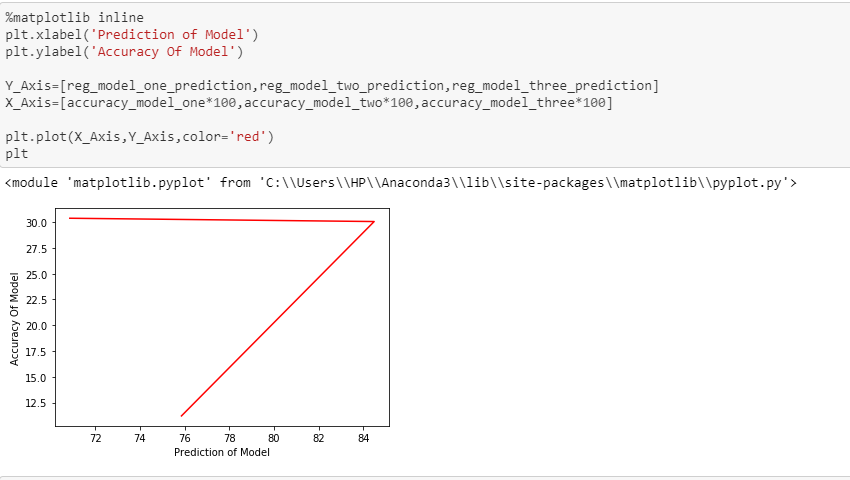 %matplotlib inline
plt.xlabel('Prediction of Model')
plt.ylabel('Accuracy Of Model')
Y_Axis=[reg_model_one_prediction,reg_model_two_prediction,reg_model_three_prediction]
X_Axis=[accuracy_model_one*100,accuracy_model_two*100,accuracy_model_three*100]
plt.plot(X_Axis,Y_Axis,color='red')
plt
<module 'matplotlib.pyplot' from 'C:\\Users\\HP\\Anaconda3\\lib\\site-packages\\matplotlib\\pyplot.py'>
30.0
27.5
25.0
22.5
20.0
17.5
15.0
12.5
Accuracy Of Model
72 74 76 78 80 82 84
Prediction of Model